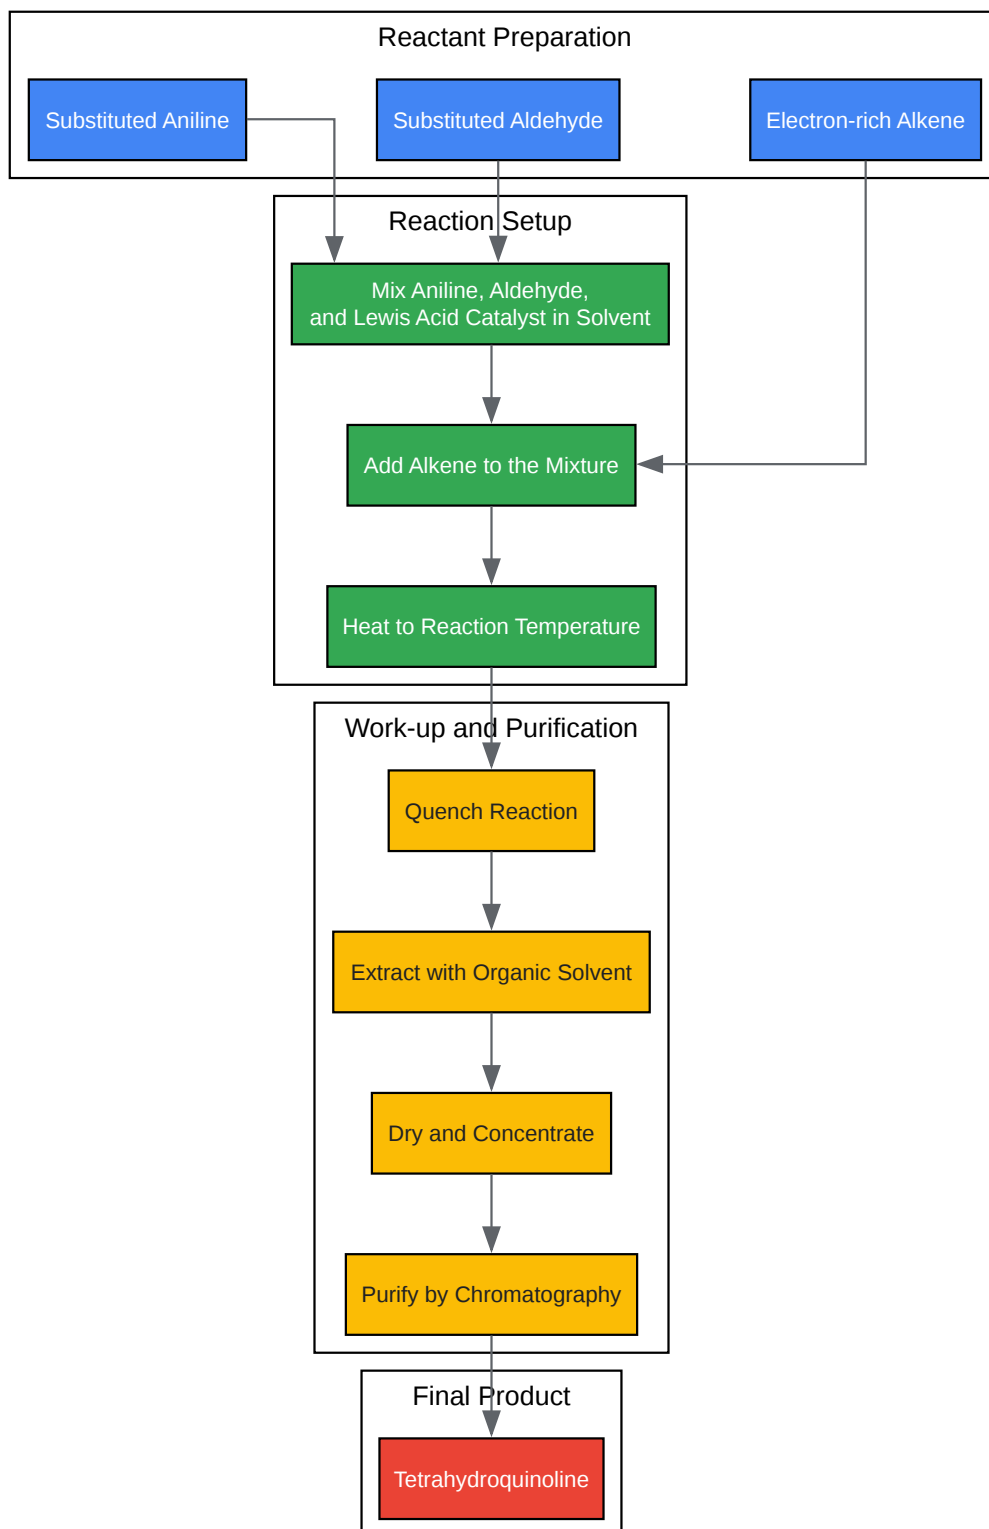 Reactant Preparation
Substituted Aniline
Substituted Aldehyde
Electron-rich Alkene
Reaction Setup
Mix Aniline, Aldehyde,
and Lewis Acid Catalyst in Solvent
Add Alkene to the Mixture
Heat to Reaction Temperature
Work-up and Purification
Quench Reaction
Extract with Organic Solvent
Dry and Concentrate
Purify by Chromatography
Final Product
Tetrahydroquinoline